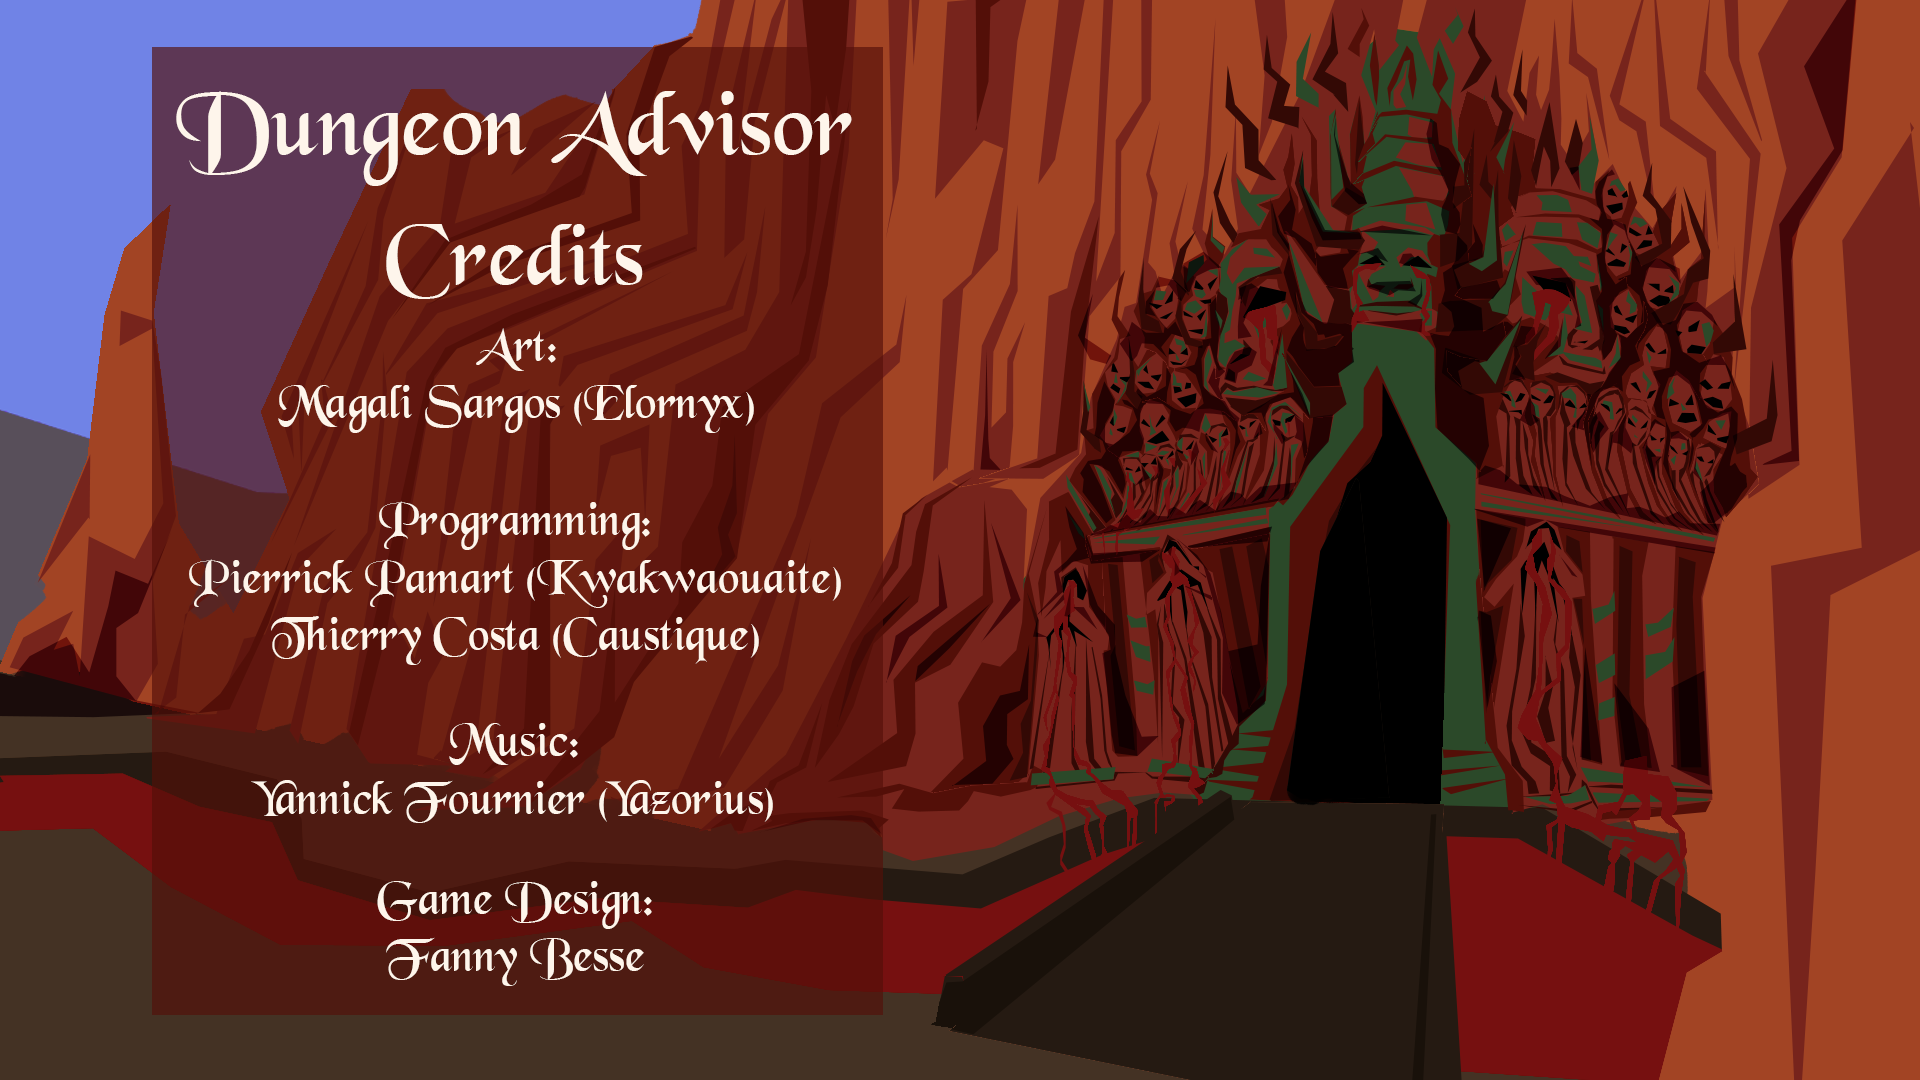 Dungeon Advisor
Credits
Art:
Magali Sargos (Elornyx)
Programming:
Pierrick Pamart (Kwakwaouaite)
Thierry Costa (Caustique)
Music:
Yannick Fournier (Yazorius)
Game Design:
Fanny Besse